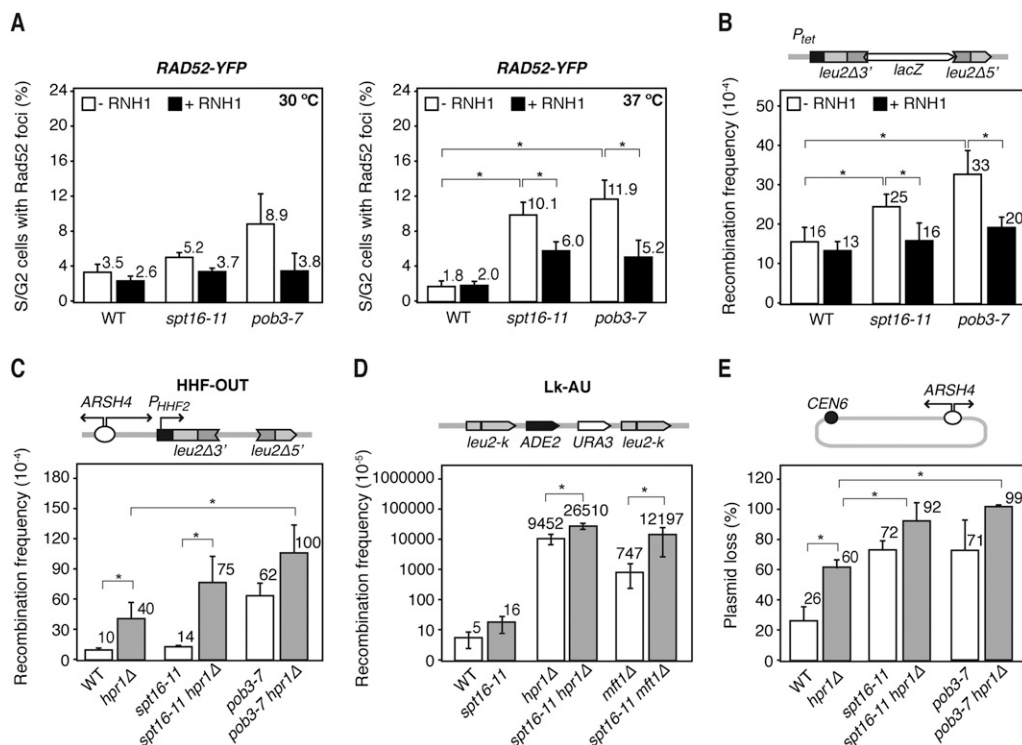 A
RAD52-YFP
- RNH1 + RNH1 30 ºC
S/G2 cells with Rad52 foci (%)
24
20
16
12
8
4
0
3.5 2.6 5.2 3.7 8.9 3.8
WT spt16-11 pob3-7
RAD52-YFP
- RNH1 + RNH1 37 ºC
S/G2 cells with Rad52 foci (%)
24
20
16
12
8
4
0
* * * *
1.8 2.0 10.1 6.0 11.9 5.2
WT spt16-11 pob3-7
B
Ptet
leu2Δ3' lacZ leu2Δ5'
- RNH1 + RNH1
Recombination frequency (10-4)
50
40
30
20
10
0
* * * *
16 13 25 16 33 20
WT spt16-11 pob3-7
C
HHF-OUT
ARSH4 PHHF2
leu2Δ3' leu2Δ5'
Recombination frequency (10-4)
180
150
120
90
60
30
0
* * *
10 40 14 75 62 100
WT hpr1Δ spt16-11 spt16-11 hpr1Δ pob3-7 pob3-7 hpr1Δ
D
Lk-AU
leu2-k ADE2 URA3 leu2-k
Recombination frequency (10-5)
1000000
100000
10000
1000
100
10
0
* *
5 16 9452 26510 747 12197
WT spt16-11 hpr1Δ spt16-11 hpr1Δ mft1Δ spt16-11 mft1Δ
E
CEN6 ARSH4
Plasmid loss (%)
120
100
80
60
40
20
0
* * *
26 60 72 92 71 99
WT hpr1Δ spt16-11 spt16-11 hpr1Δ pob3-7 pob3-7 hpr1Δ